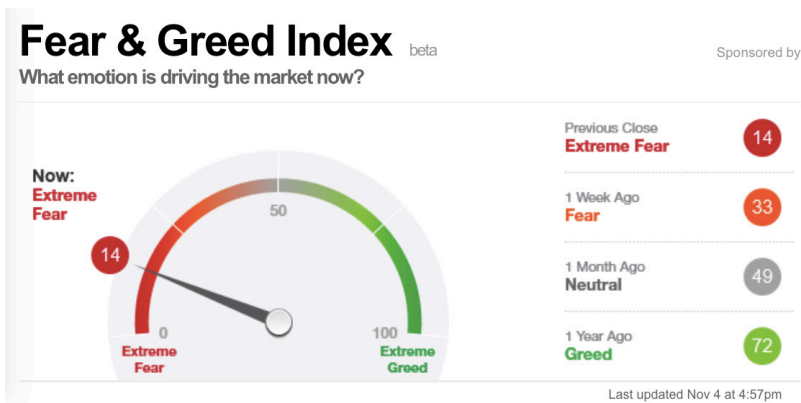 Fear & Greed Index beta
Sponsored by
What emotion is driving the market now?
Now:
Extreme
Fear
14
50
0
Extreme
Fear
100
Extreme
Greed
Previous Close
Extreme Fear
14
1 Week Ago
Fear
33
1 Month Ago
Neutral
49
1 Year Ago
Greed
72
Last updated Nov 4 at 4:57pm